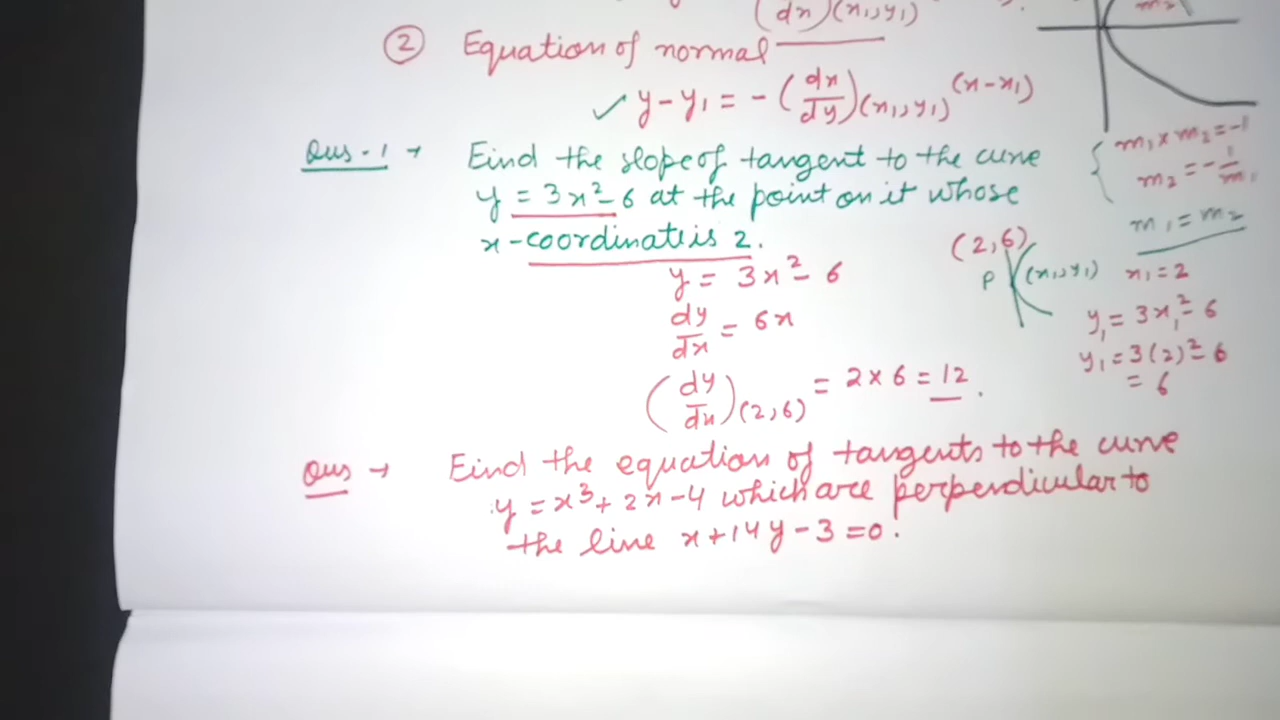 (dx)(x₁,y₁)
② Equation of normal
✓ y-y₁ = -(dx/dy)(x₁,y₁) (x-x₁)
m₁×m₂=-1
m₂ = -1/m₁
m₁=m₂
Qus-1 → Find the slope of tangent to the curve
y = 3x²-6 at the point on it whose
x-coordinate is 2.
y = 3x²-6
dy/dx = 6x
(dy/dx)(2,6) = 2×6 = 12.
(2,6)
P (x₁,y₁)
x₁=2
y₁ = 3x₁²-6
y₁=3(2)²-6
= 6
Qus → Find the equation of tangents to the curve
y = x³+2x-4 which are perpendicular to
the line x+14y-3=0.